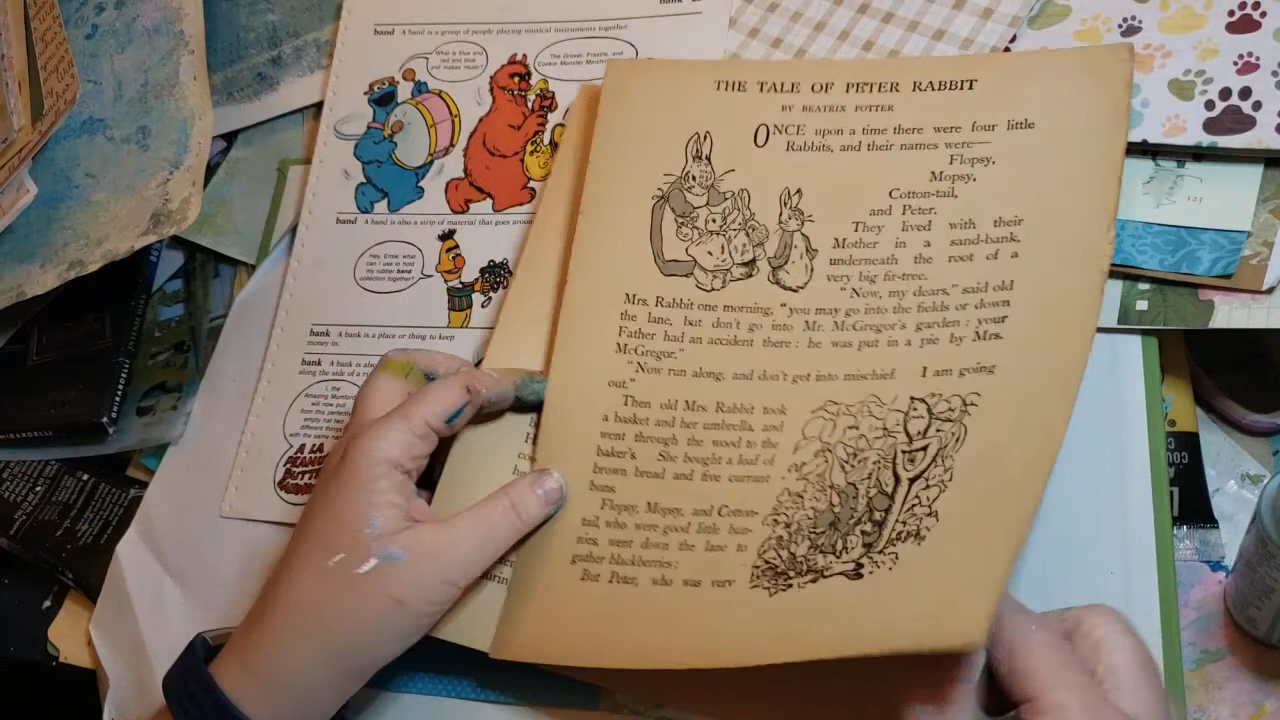 band A band is a group of people playing musical instruments together.
What is blue and
red and blue
and makes music?
The Grover, Frazzle, and
Cookie Monster
band A band is also a strip of material that goes
Hey, Ernie, what
can I use to hold
my rubber band
collection together?
bank A bank is a place or thing to keep
money in.
bank A bank is
along the side of a
I, the
Amazing Mumford,
will now pull
from this perfectly
empty hat two
different things
with the same
A LA
PEANUT
BUTTER
THE TALE OF PETER RABBIT
BY BEATRIX POTTER
ONCE upon a time there were four little
Rabbits, and their names were—
Flopsy,
Mopsy,
Cotton-tail,
and Peter.
They lived with their
Mother in a sand-bank,
underneath the root of a
very big fir-tree.
"Now, my dears," said old
Mrs. Rabbit one morning, "you may go into the fields or down
the lane, but don't go into Mr. McGregor's garden: your
Father had an accident there: he was put in a pie by Mrs.
McGregor."
"Now run along, and don't get into mischief. I am going
out."
Then old Mrs. Rabbit took
a basket and her umbrella, and
went through the wood to the
baker's. She bought a loaf of
brown bread and five currant
buns.
Flopsy, Mopsy, and Cotton-
tail, who were good little bun-
nies, went down the lane to
gather blackberries;
But Peter, who was very
GHIRARDELLI
123